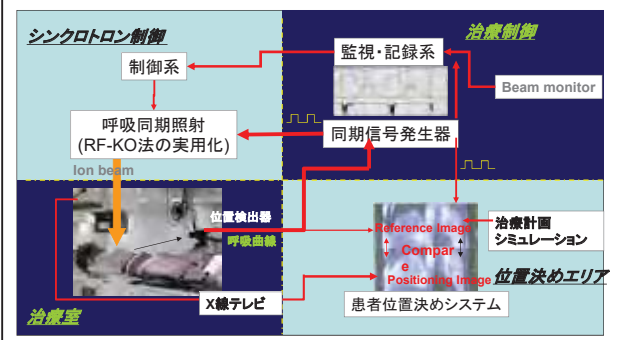 シンクロトロン制御
治療制御
制御系
監視・記録系
Beam monitor
呼吸同期照射
(RF-KO法の実用化)
同期信号発生器
Ion beam
位置検出器
呼吸曲線
Reference Image
Compar
e
Positioning Image
治療計画
シミュレーション
位置決めエリア
X線テレビ
患者位置決めシステム
治療室